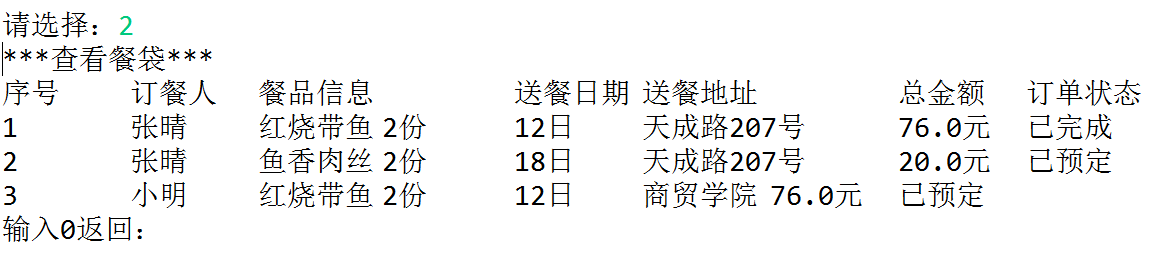 请选择：2
***查看餐袋***
序号 订餐人 餐品信息 送餐日期 送餐地址 总金额 订单状态
1 张晴 红烧带鱼 2份 12日 天成路207号 76.0元 已完成
2 张晴 鱼香肉丝 2份 18日 天成路207号 20.0元 已预定
3 小明 红烧带鱼 2份 12日 商贸学院 76.0元 已预定
输入0返回：